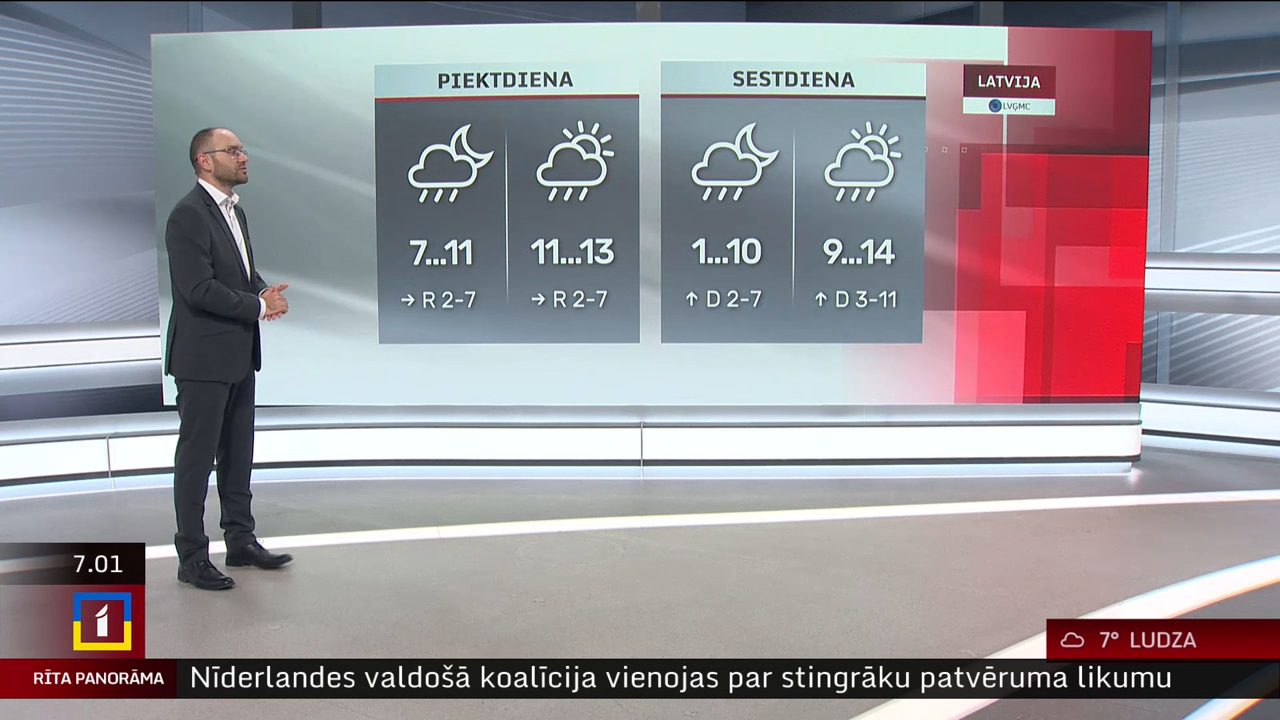 PIEKTDIENA
7...11
11...13
→ R 2-7
→ R 2-7
SESTDIENA
1...10
9...14
↑ D 2-7
↑ D 3-11
LATVIJA
LVĢMC
7.01
1
7° LUDZA
RĪTA PANORĀMA
Nīderlandes valdošā koalīcija vienojas par stingrāku patvēruma likumu